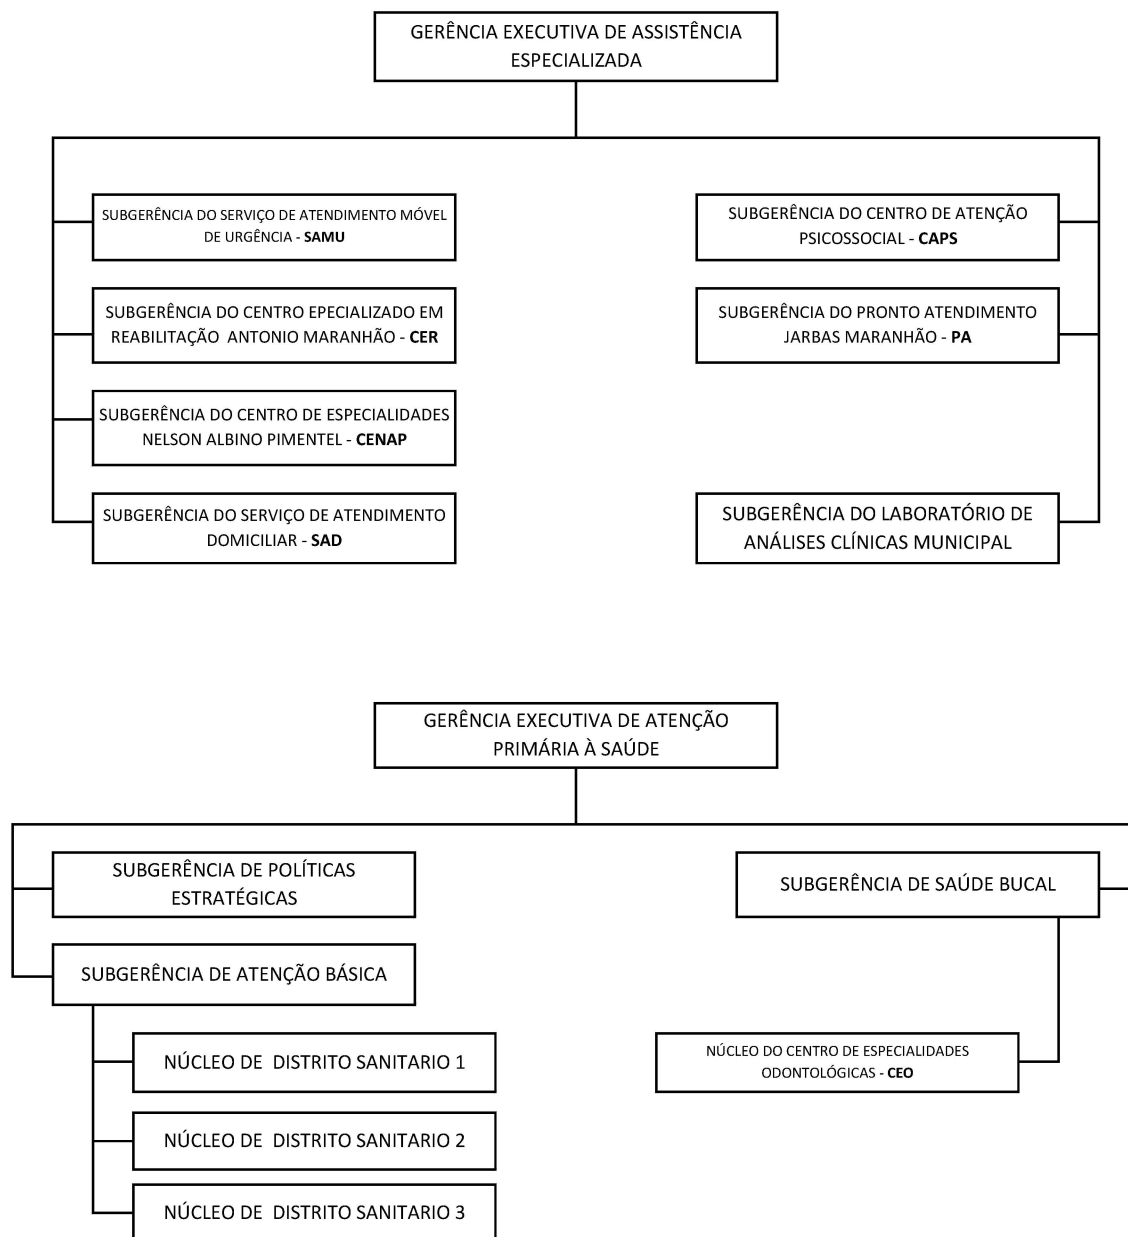 GERÊNCIA EXECUTIVA DE ASSISTÊNCIA
ESPECIALIZADA
SUBGERÊNCIA DO SERVIÇO DE ATENDIMENTO MÓVEL
DE URGÊNCIA - SAMU
SUBGERÊNCIA DO CENTRO EPECIALIZADO EM
REABILITAÇÃO ANTONIO MARANHÃO - CER
SUBGERÊNCIA DO CENTRO DE ESPECIALIDADES
NELSON ALBINO PIMENTEL - CENAP
SUBGERÊNCIA DO SERVIÇO DE ATENDIMENTO
DOMICILIAR - SAD
SUBGERÊNCIA DO CENTRO DE ATENÇÃO
PSICOSSOCIAL - CAPS
SUBGERÊNCIA DO PRONTO ATENDIMENTO
JARBAS MARANHÃO - PA
SUBGERÊNCIA DO LABORATÓRIO DE
ANÁLISES CLÍNICAS MUNICIPAL
GERÊNCIA EXECUTIVA DE ATENÇÃO
PRIMÁRIA À SAÚDE
SUBGERÊNCIA DE POLÍTICAS
ESTRATÉGICAS
SUBGERÊNCIA DE ATENÇÃO BÁSICA
NÚCLEO DE DISTRITO SANITARIO 1
NÚCLEO DE DISTRITO SANITARIO 2
NÚCLEO DE DISTRITO SANITARIO 3
SUBGERÊNCIA DE SAÚDE BUCAL
NÚCLEO DO CENTRO DE ESPECIALIDADES
ODONTOLÓGICAS - CEO